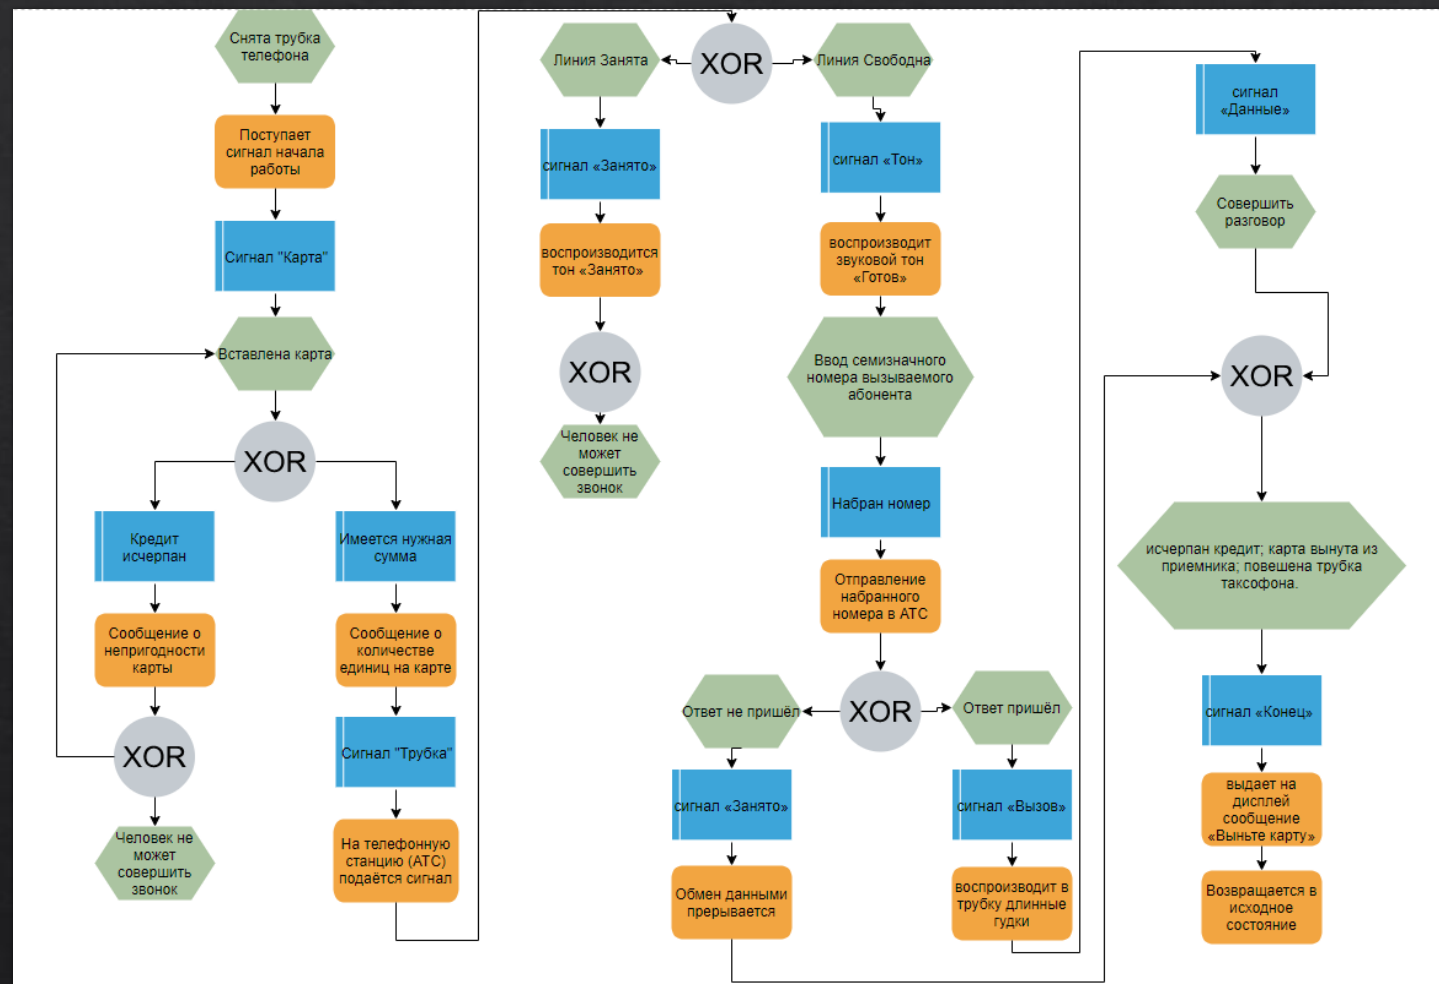 Снята трубка
телефона
Поступает
сигнал начала
работы
Сигнал "Карта"
Вставлена карта
XOR
Кредит
исчерпан
Сообщение о
непригодности
карты
XOR
Человек не
может
совершить
звонок
Имеется нужная
сумма
Сообщение о
количестве
единиц на карте
Сигнал "Трубка"
На телефонную
станцию (АТС)
подаётся сигнал
XOR
Линия Занята
сигнал «Занято»
воспроизводится
тон «Занято»
XOR
Человек не
может
совершить
звонок
Линия Свободна
сигнал «Тон»
воспроизводит
звуковой тон
«Готов»
Ввод семизначного
номера вызываемого
абонента
Набран номер
Отправление
набранного
номера в АТС
XOR
Ответ не пришёл
сигнал «Занято»
Обмен данными
прерывается
Ответ пришёл
сигнал «Вызов»
воспроизводит в
трубку длинные
гудки
сигнал
«Данные»
Совершить
разговор
XOR
исчерпан кредит; карта вынута из
приемника; повешена трубка
таксофона.
сигнал «Конец»
выдает на
дисплей
сообщение
«Выньте карту»
Возвращается в
исходное
состояние